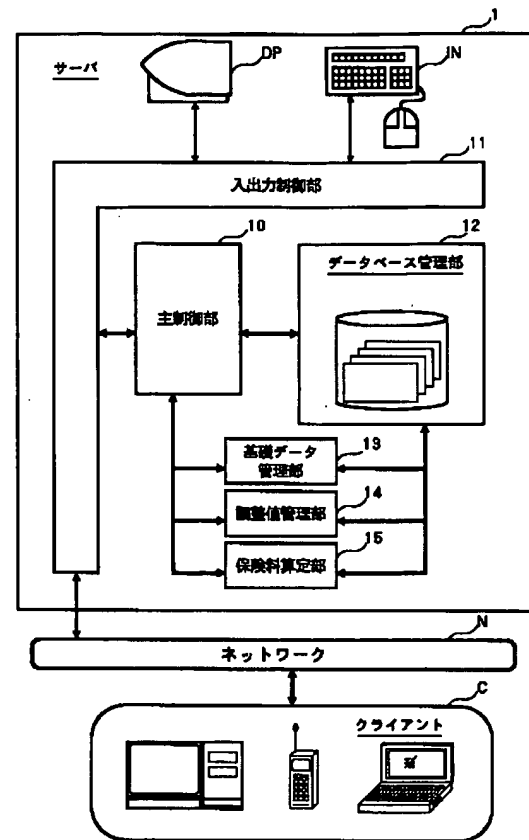 1
サーバ
DP
IN
11
入出力制御部
10
主制御部
12
データベース管理部
基礎データ
管理部
13
調整値管理部
14
保険料算定部
15
N
ネットワーク
C
クライアント